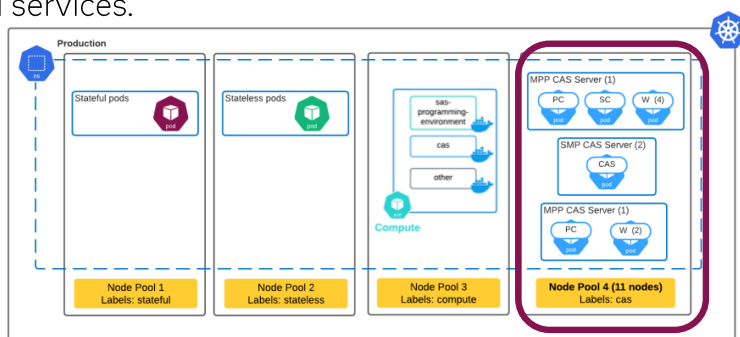 services.
Production
ns
Stateful pods
pod
Stateless pods
pod
sas-
programming-
environment
cas
other
Compute
MPP CAS Server (1)
PC
SC
W (4)
pod
pod
pod
SMP CAS Server (2)
CAS
pod
MPP CAS Server (1)
PC
W (2)
pod
pod
Node Pool 1
Labels: stateful
Node Pool 2
Labels: stateless
Node Pool 3
Labels: compute
Node Pool 4 (11 nodes)
Labels: cas